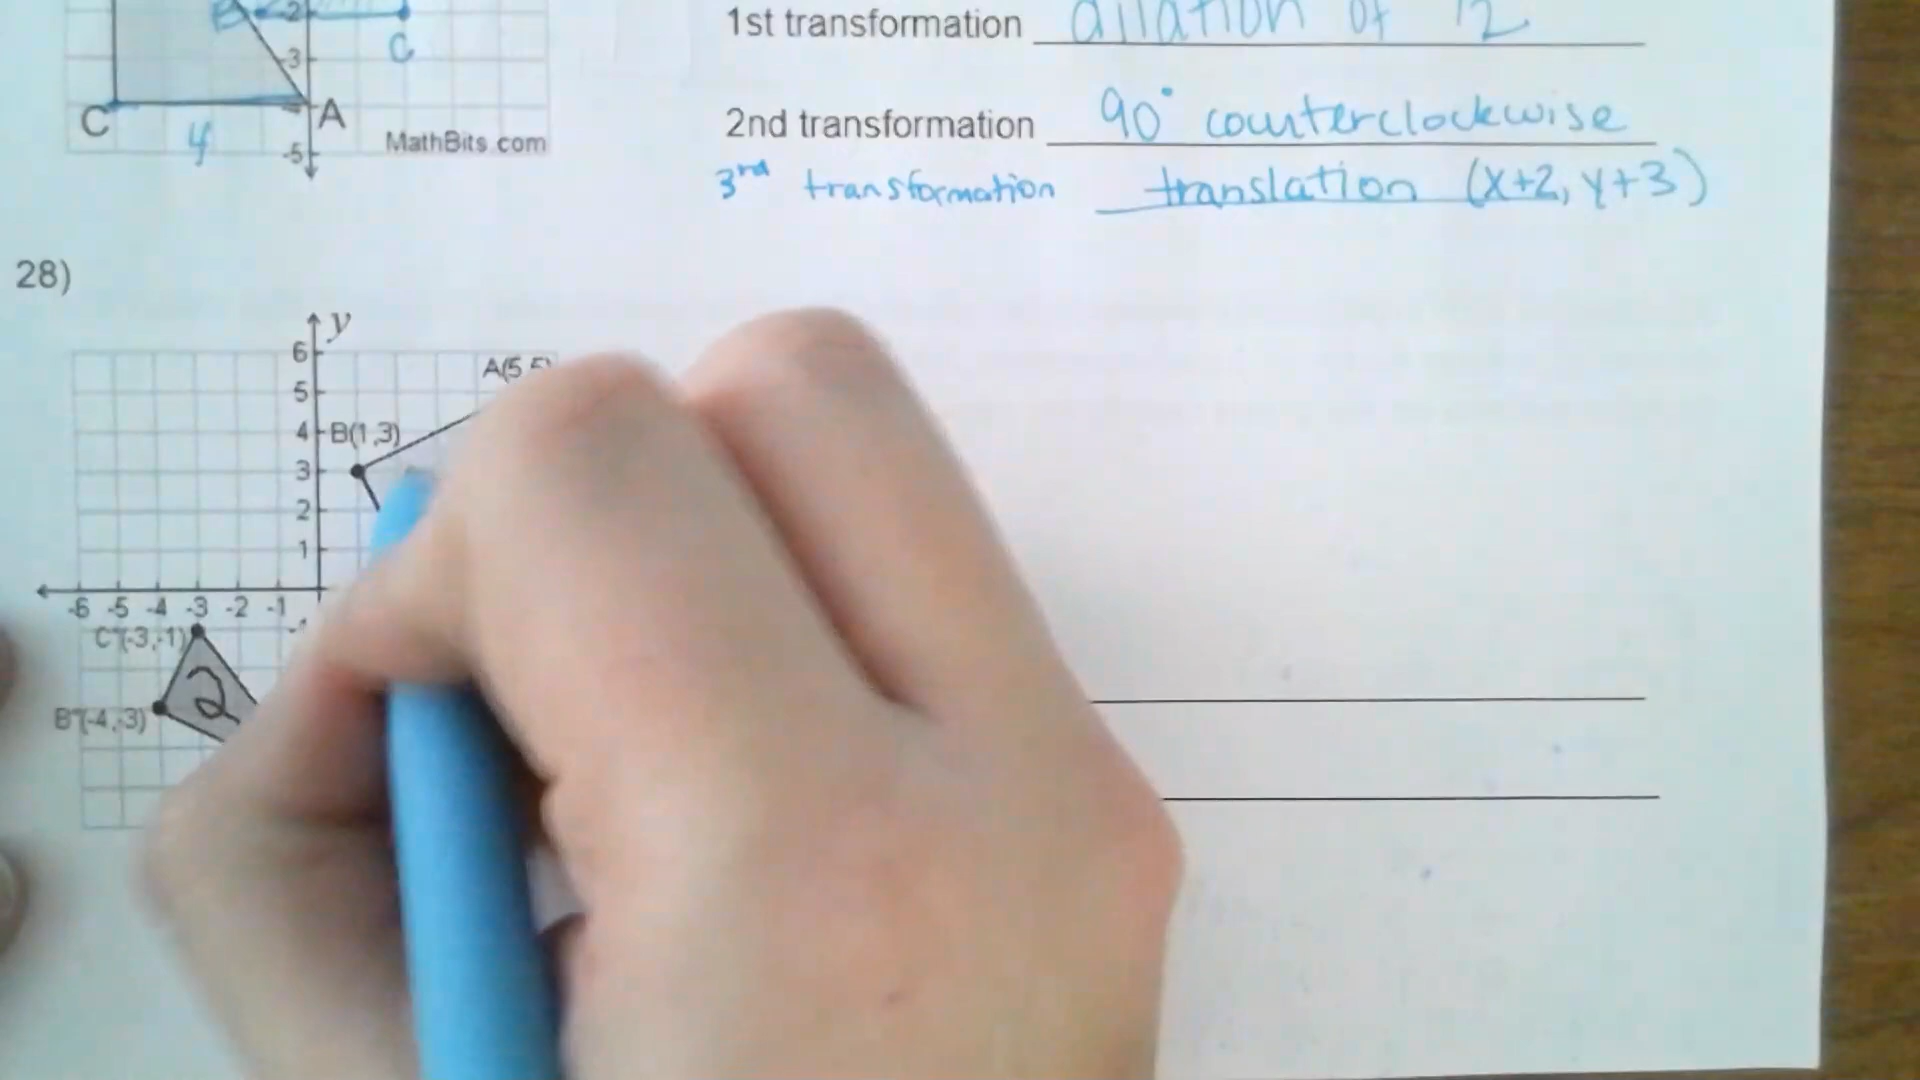 B -2
C
-3
1st transformation dilation of 1/2
C A
4
-5 MathBits.com
2nd transformation 90° counterclockwise
3rd transformation translation (x+2, y+3)
28)
y
6
A(5,5)
5
4 B(1,3)
3
2
1
-6 -5 -4 -3 -2 -1
-1
C"(-3,-1)
2
B"(-4,-3)